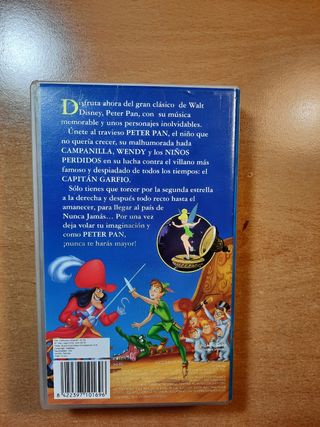 Disfruta ahora del gran clásico de Walt
Disney, Peter Pan, con su música
memorable y unos personajes inolvidables.
Únete al travieso PETER PAN, el niño que
no quería crecer, su malhumorada hada
CAMPANILLA, WENDY y los NIÑOS
PERDIDOS en su lucha contra el villano más
famoso y despiadado de todos los tiempos: el
CAPITÁN GARFIO.
Sólo tienes que torcer por la segunda estrella
a la derecha y después todo recto hasta el
amanecer, para llegar al país de
Nunca Jamás... Por una vez
deja volar tu imaginación y
como PETER PAN,
¡nunca te harás mayor!
8 422397 101696